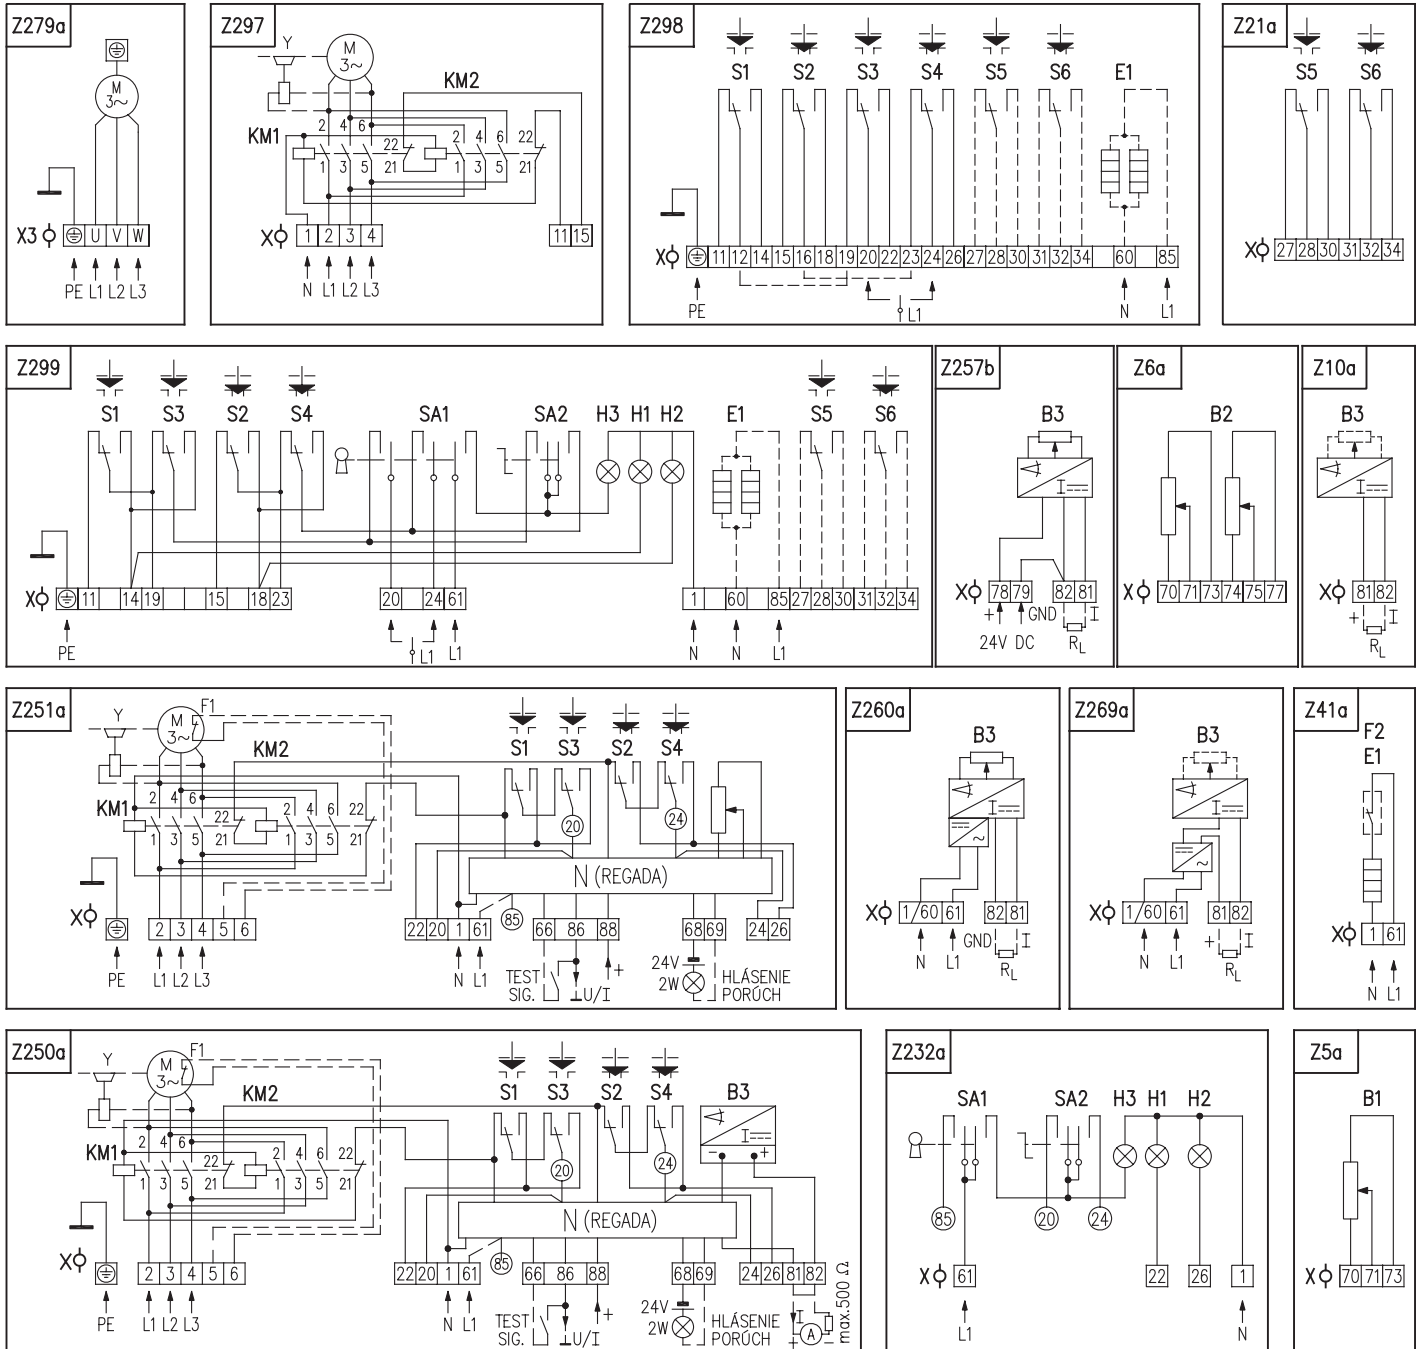 Z279a
M
3~
X3
U V W
PE L1 L2 L3
Z297
Y
M
3~
KM2
KM1
2 4 6 22 2 4 6 22
1 3 5 21 1 3 5 21
X
1 2 3 4 11 15
N L1 L2 L3
Z298
S1 S2 S3 S4 S5 S6 E1
X
11 12 14 15 16 18 19 20 22 23 24 26 27 28 30 31 32 34 60 85
PE L1 N L1
Z21a
S5 S6
X
27 28 30 31 32 34
Z299
S1 S3 S2 S4 SA1 SA2 H3 H1 H2 E1 S5 S6
X
11 14 19 15 18 23 20 24 61 1 60 85 27 28 30 31 32 34
PE L1 L1 N N L1
Z257b
B3
I
X
78 79 82 81
+ GND I
24V DC RL
Z6a
B2
X
70 71 73 74 75 77
Z10a
B3
I
X
81 82
+ I
RL
Z251a
Y
M
3~
F1
KM2
KM1
2 4 6 22 2 4 6 22
1 3 5 21 1 3 5 21
S1 S3 S2 S4
20 24
N (REGADA)
85
X
2 3 4 5 6 22 20 1 61 66 86 88 68 69 24 26
PE L1 L2 L3 N L1
TEST
SIG.
U/I
+
24V
2W
HLÁSENIE
PORÚCH
Z260a
B3
I
~
X
1/60 61 82 81
N L1 GND I
RL
Z269a
B3
I
~
X
1/60 61 81 82
N L1 + I
RL
Z41a
F2
E1
X
1 61
N L1
Z250a
Y
M
3~
F1
KM2
KM1
2 4 6 22 2 4 6 22
1 3 5 21 1 3 5 21
S1 S3 S2 S4 B3
I
- +
20 24
N (REGADA)
85
X
2 3 4 5 6 22 20 1 61 66 86 88 68 69 24 26 81 82
PE L1 L2 L3 N L1
TEST
SIG.
U/I
+
24V
2W
HLÁSENIE
PORÚCH
I
A
+ -
max.500 Ω
Z232a
SA1 SA2 H3 H1 H2
85 20 24
X
61 22 26 1
L1 N
Z5a
B1
X
70 71 73